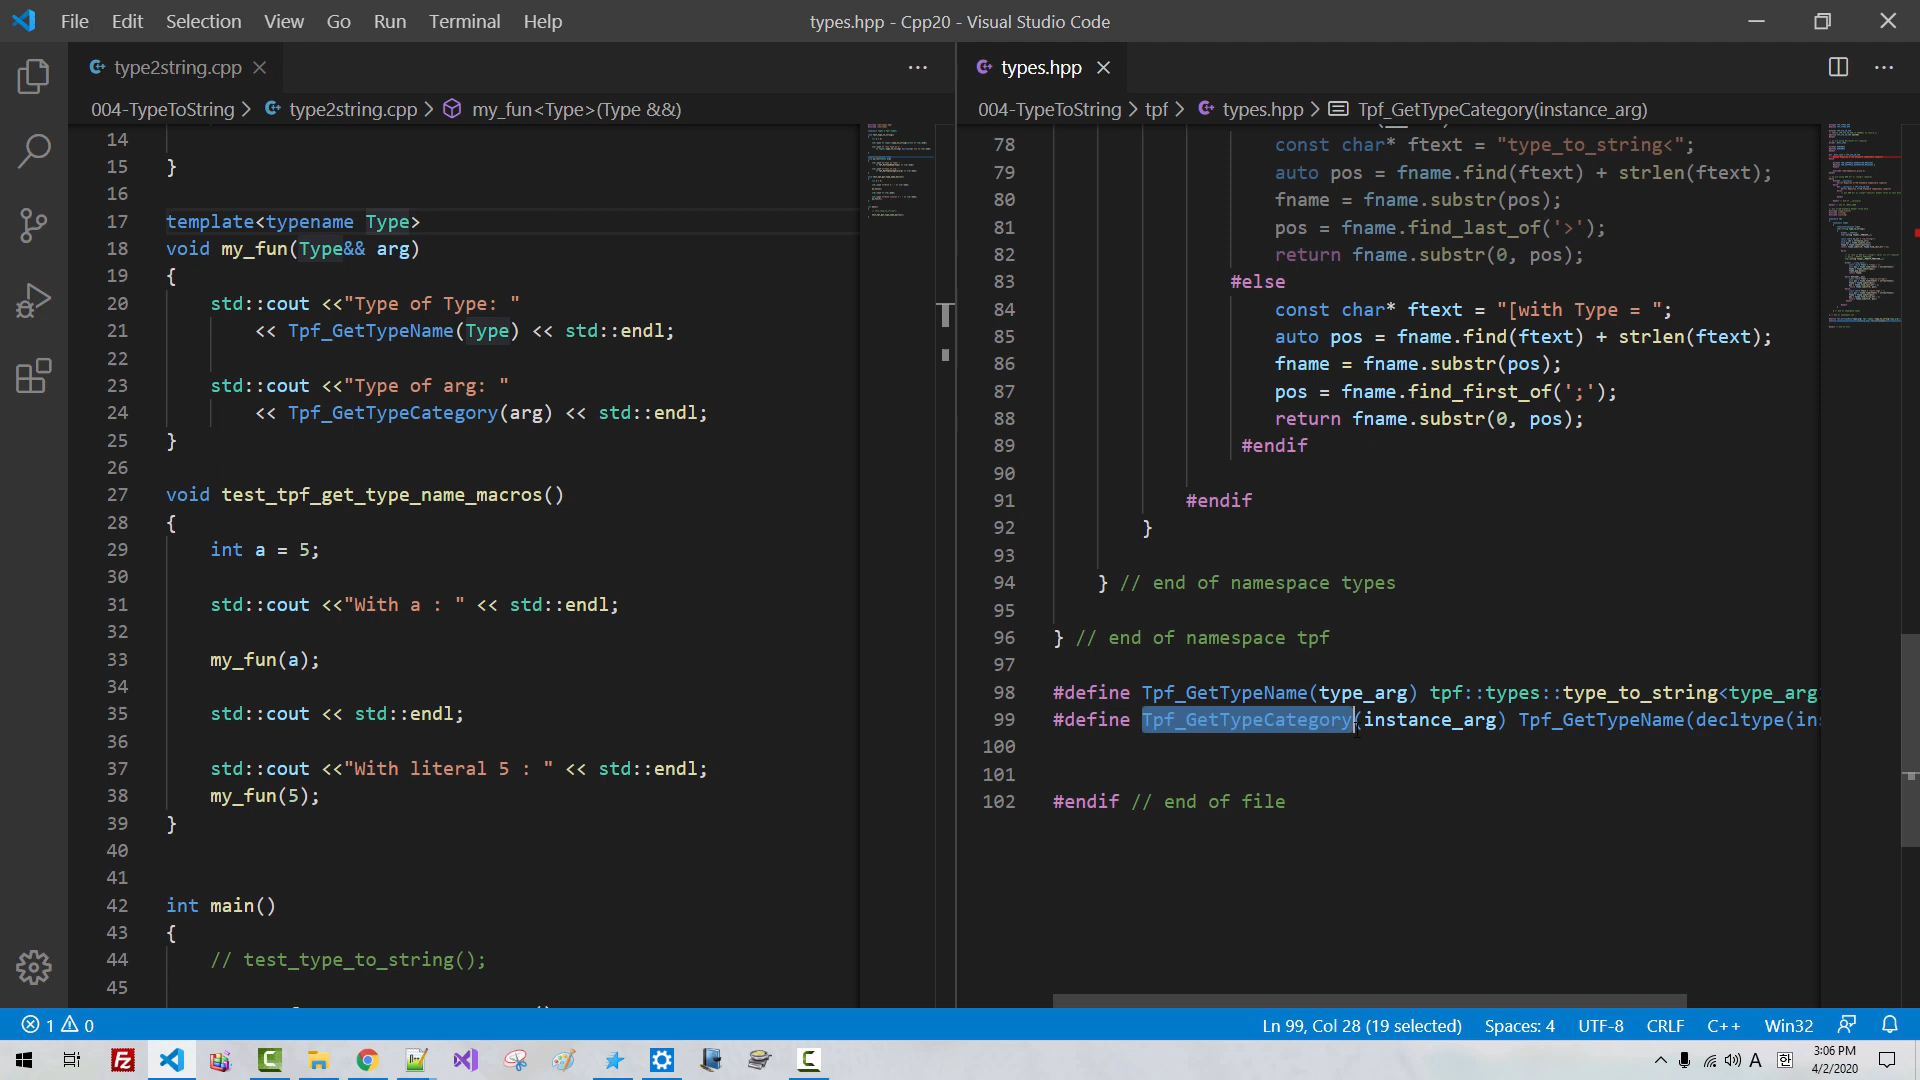 File Edit Selection View Go Run Terminal Help
types.hpp - Cpp20 - Visual Studio Code
type2string.cpp
004-TypeToString > type2string.cpp > my_fun<Type>(Type &&)
14
15 }
16
17 template<typename Type>
18 void my_fun(Type&& arg)
19 {
20 std::cout <<"Type of Type: "
21 << Tpf_GetTypeName(Type) << std::endl;
22
23 std::cout <<"Type of arg: "
24 << Tpf_GetTypeCategory(arg) << std::endl;
25 }
26
27 void test_tpf_get_type_name_macros()
28 {
29 int a = 5;
30
31 std::cout <<"With a : " << std::endl;
32
33 my_fun(a);
34
35 std::cout << std::endl;
36
37 std::cout <<"With literal 5 : " << std::endl;
38 my_fun(5);
39 }
40
41
42 int main()
43 {
44 // test_type_to_string();
45
types.hpp
004-TypeToString > tpf > types.hpp > Tpf_GetTypeCategory(instance_arg)
78 const char* ftext = "type_to_string<";
79 auto pos = fname.find(ftext) + strlen(ftext);
80 fname = fname.substr(pos);
81 pos = fname.find_last_of('>');
82 return fname.substr(0, pos);
83 #else
84 const char* ftext = "[with Type = ";
85 auto pos = fname.find(ftext) + strlen(ftext);
86 fname = fname.substr(pos);
87 pos = fname.find_first_of(';');
88 return fname.substr(0, pos);
89 #endif
90
91 #endif
92 }
93
94 } // end of namespace types
95
96 } // end of namespace tpf
97
98 #define Tpf_GetTypeName(type_arg) tpf::types::type_to_string<type_arg
99 #define Tpf_GetTypeCategory(instance_arg) Tpf_GetTypeName(decltype(in
100
101
102 #endif // end of file
1 0
Ln 99, Col 28 (19 selected) Spaces: 4 UTF-8 CRLF C++ Win32
A 한 3:06 PM
4/2/2020